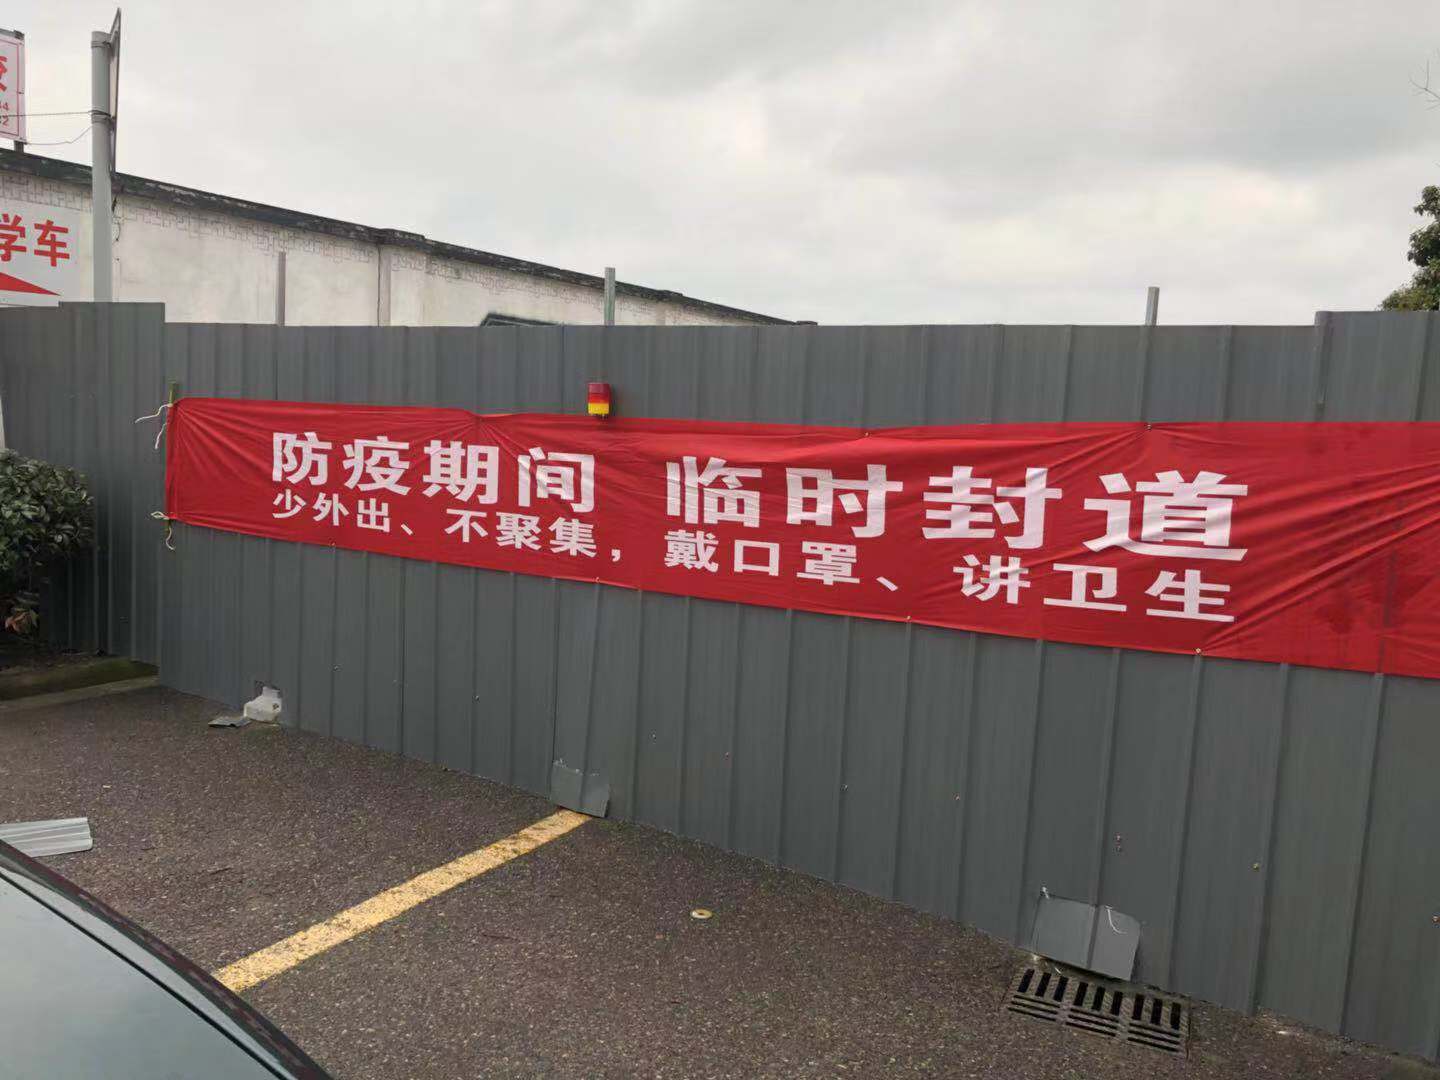 学车
防疫期间 临时封道
少外出、不聚集，戴口罩、讲卫生